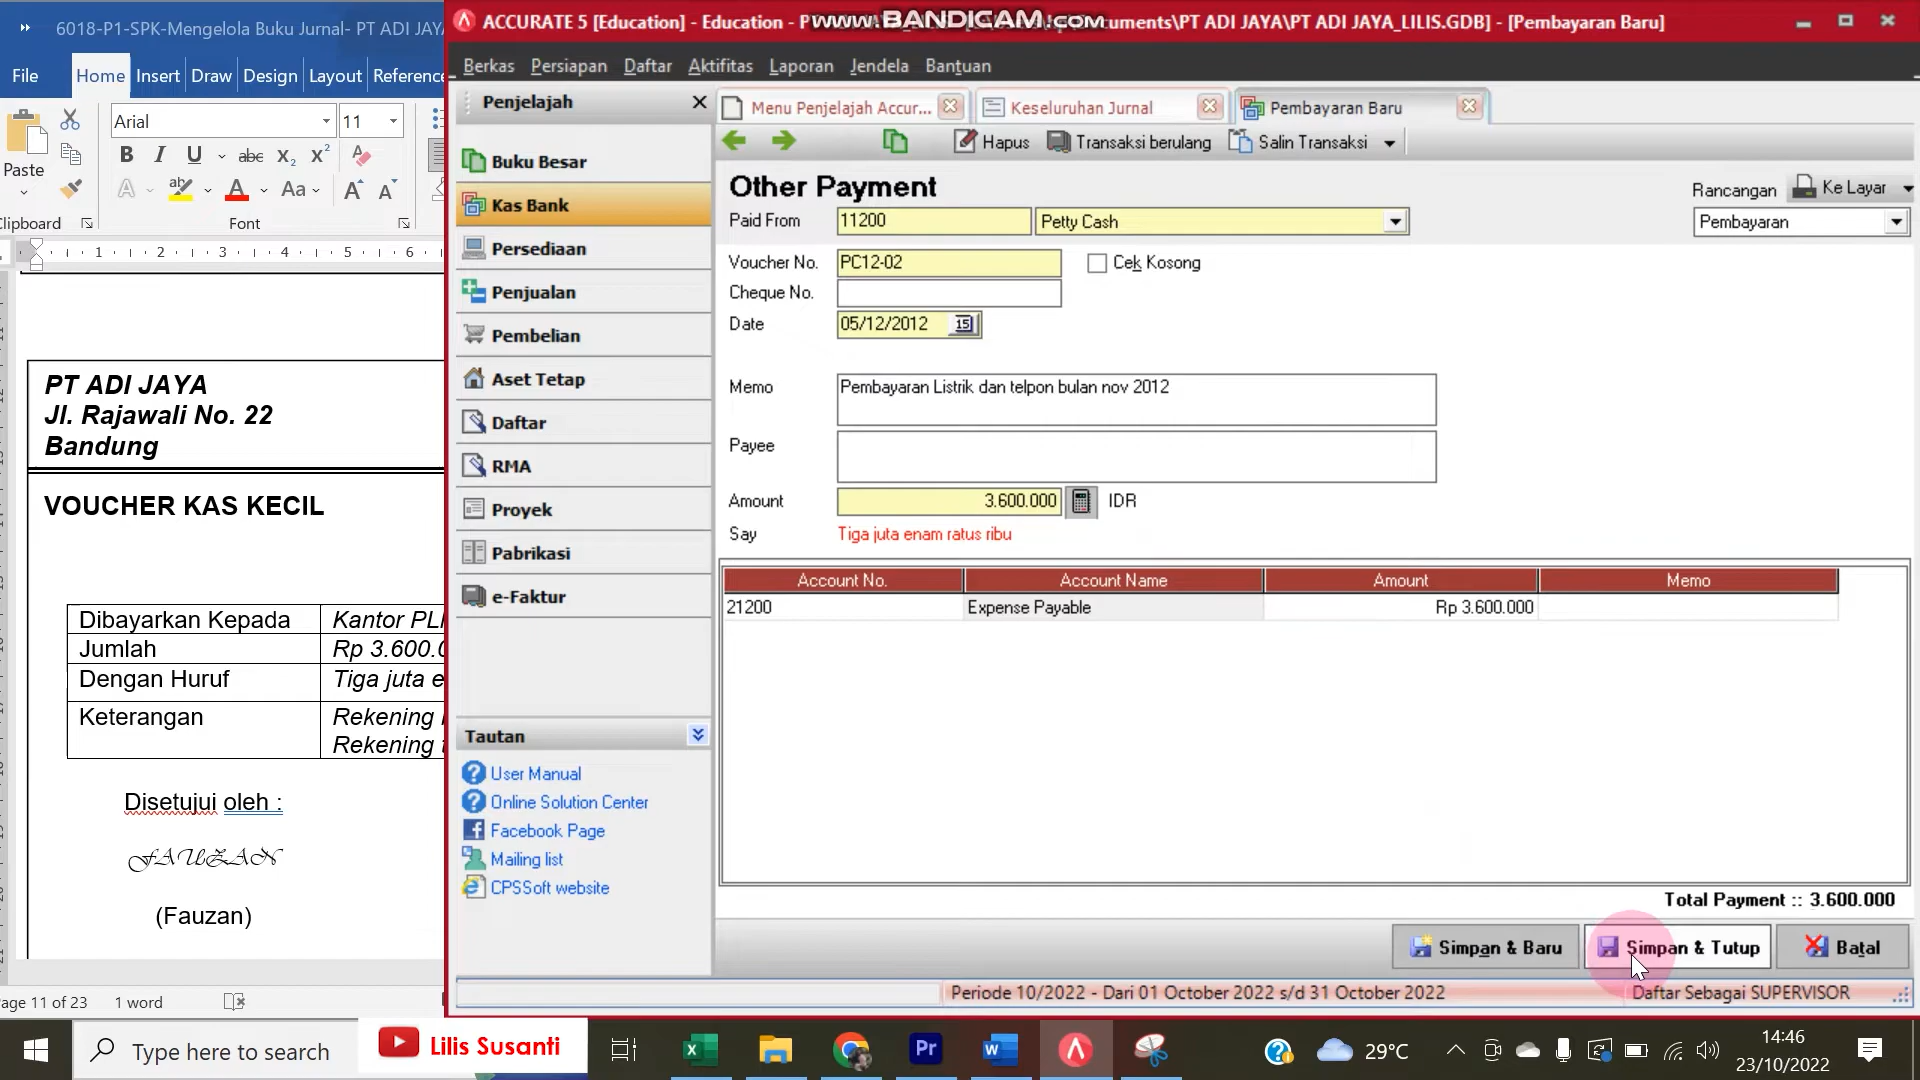 6018-P1-SPK-Mengelola Buku Jurnal- PT ADI JAYA
File Home Insert Draw Design Layout
Arial 11
Paste
Clipboard Font
1 2 3 4 5 6
PT ADI JAYA
Jl. Rajawali No. 22
Bandung
VOUCHER KAS KECIL
Dibayarkan Kepada Kantor
Jumlah Rp 3.600.0
Dengan Huruf Tiga juta
Keterangan Rekening
Rekening
Disetujui oleh :
FAUZAN
(Fauzan)
Page 11 of 23 1 word
ACCURATE 5 [Education] - Education - PT ADI JAYA\PT ADI JAYA_LILIS.GDB] - [Pembayaran Baru]
www.BANDICAM.com
Berkas Persiapan Daftar Aktifitas Laporan Jendela Bantuan
Penjelajah
Menu Penjelajah Accur... Keseluruhan Jurnal Pembayaran Baru
Hapus Transaksi berulang Salin Transaksi
Buku Besar
Kas Bank
Persediaan
Penjualan
Pembelian
Aset Tetap
Daftar
RMA
Proyek
Pabrikasi
e-Faktur
Tautan
User Manual
Online Solution Center
Facebook Page
Mailing list
CPSSoft website
Other Payment
Rancangan Ke Layar
Paid From 11200 Petty Cash Pembayaran
Voucher No. PC12-02 Cek Kosong
Cheque No.
Date 05/12/2012 15
Memo Pembayaran Listrik dan telpon bulan nov 2012
Payee
Amount 3.600.000 IDR
Say Tiga juta enam ratus ribu
Account No. Account Name Amount Memo
21200 Expense Payable Rp 3.600.000
Total Payment :: 3.600.000
Simpan & Baru Simpan & Tutup Batal
Periode 10/2022 - Dari 01 October 2022 s/d 31 October 2022 Daftar Sebagai SUPERVISOR
Type here to search
Lilis Susanti
Pr
29°C
14:46
23/10/2022